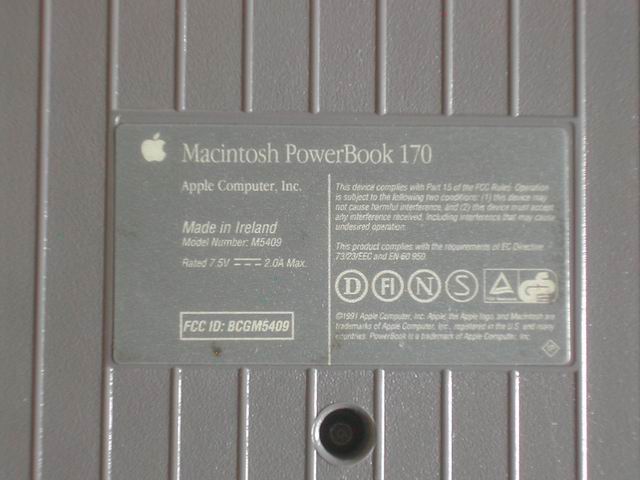 Macintosh PowerBook 170
Apple Computer, Inc.
Made in Ireland
Model Number: M5409
Rated 7.5V 2.0A Max.
FCC ID: BCGM5409
This device complies with Part 15 of the FCC Rules. Operation
is subject to the following two conditions: (1) this device may
not cause harmful interference, and (2) this device must accept
any interference received, including interference that may cause
undesired operation.
This product complies with the requirements of EC Directive
73/23/EEC and EN 60 950.
D FI N S
©1991 Apple Computer, Inc. Apple, the Apple logo, and Macintosh are
trademarks of Apple Computer, Inc., registered in the U.S. and many
countries. PowerBook is a trademark of Apple Computer, Inc.